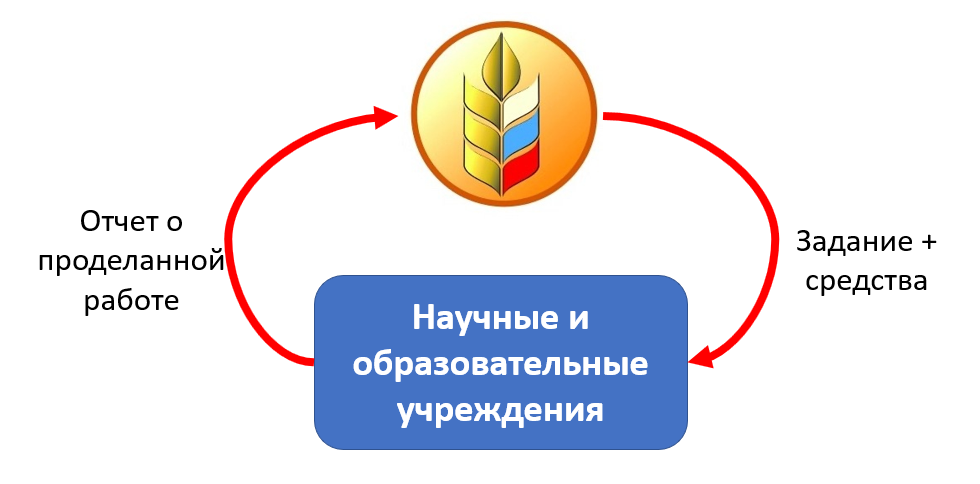 Отчет о
проделанной
работе
Задание +
средства
Научные и
образовательные
учреждения